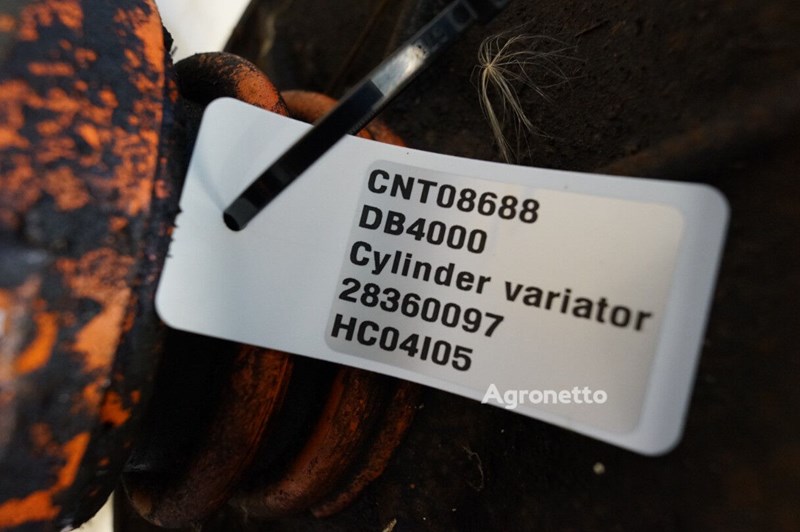 CNT08688
DB4000
Cylinder variator
28360097
HC04I05
Agronetto